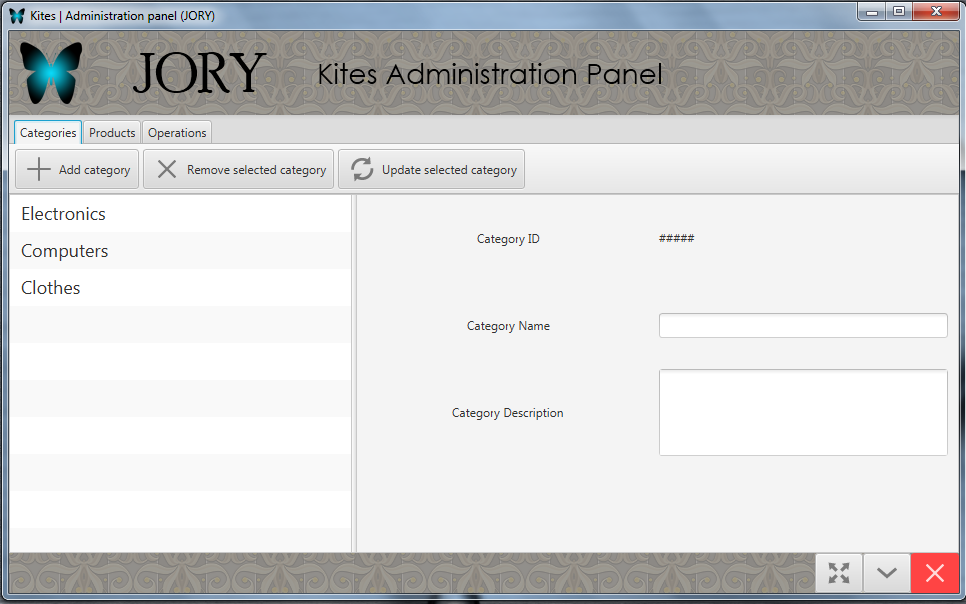 Kites | Administration panel (JORY)
JORY Kites Administration Panel
Categories Products Operations
Add category Remove selected category Update selected category
Electronics
Computers
Clothes
Category ID #####
Category Name
Category Description